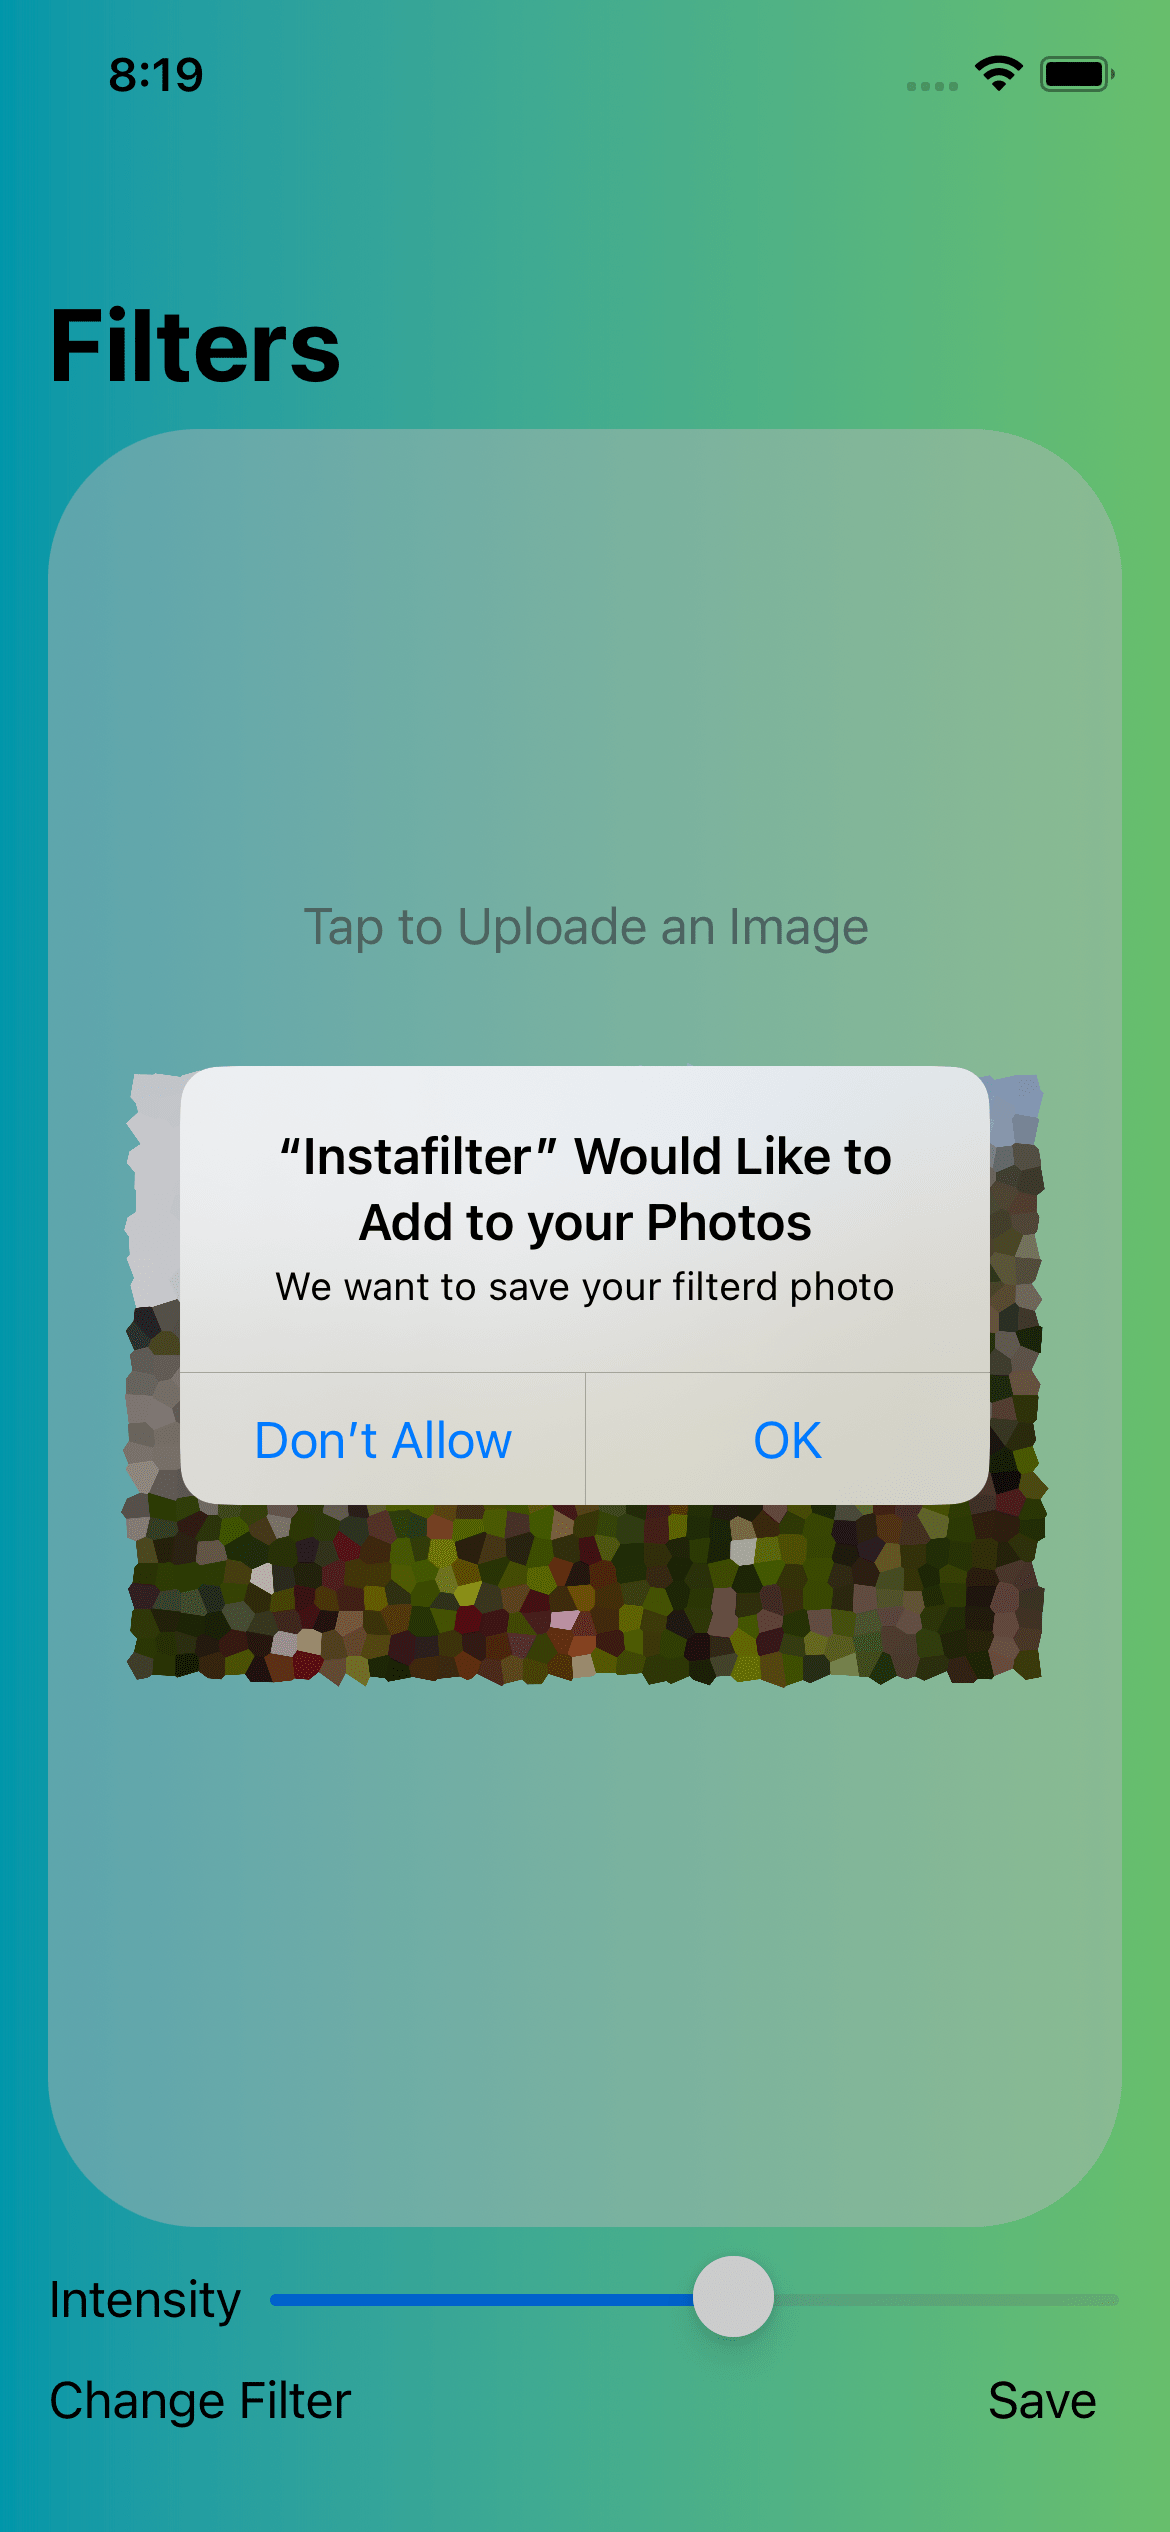 8:19
Filters
Tap to Uploade an Image
“Instafilter” Would Like to
Add to your Photos
We want to save your filterd photo
Don’t Allow
OK
Intensity
Change Filter
Save